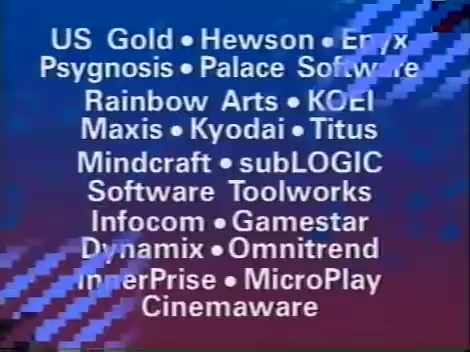 US Gold • Hewson • Enyx
Psygnosis • Palace Software
Rainbow Arts • KOEI
Maxis • Kyodai • Titus
Mindcraft • subLOGIC
Software Toolworks
Infocom • Gamestar
Dynamix • Omnitrend
InnerPrise • MicroPlay
Cinemaware